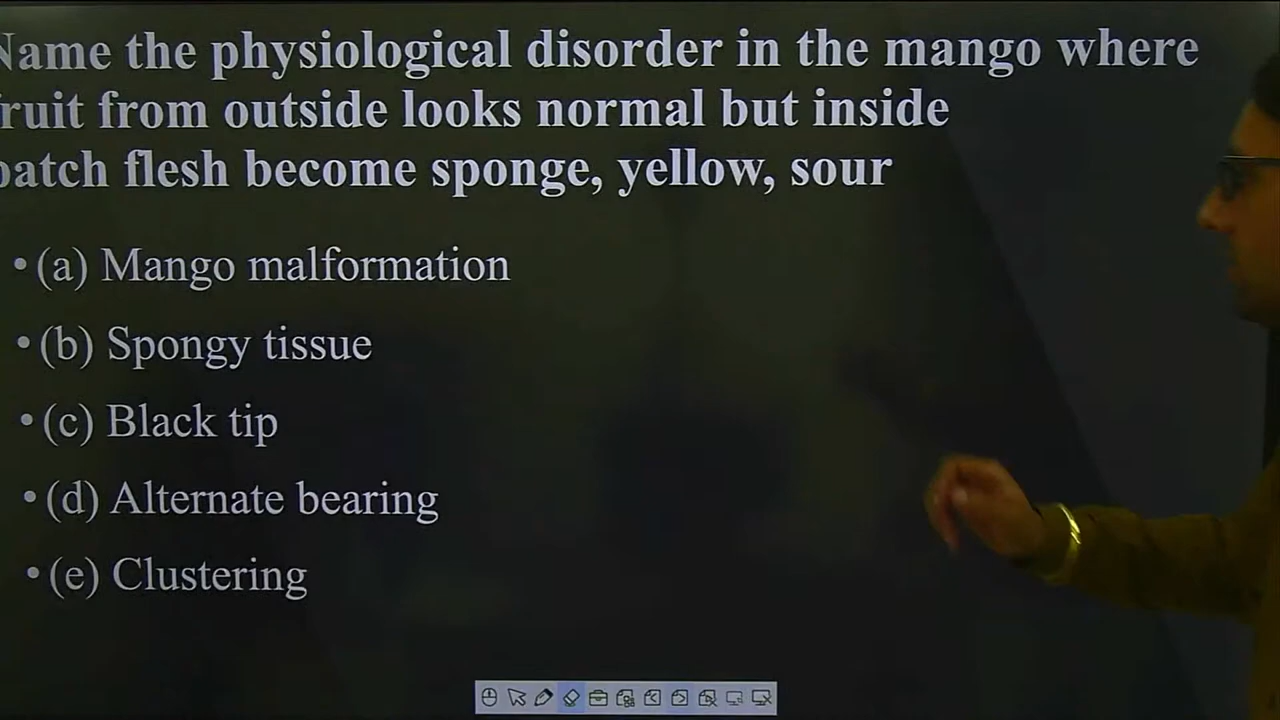 Name the physiological disorder in the mango where
fruit from outside looks normal but inside
patch flesh become sponge, yellow, sour
• (a) Mango malformation
• (b) Spongy tissue
• (c) Black tip
• (d) Alternate bearing
• (e) Clustering